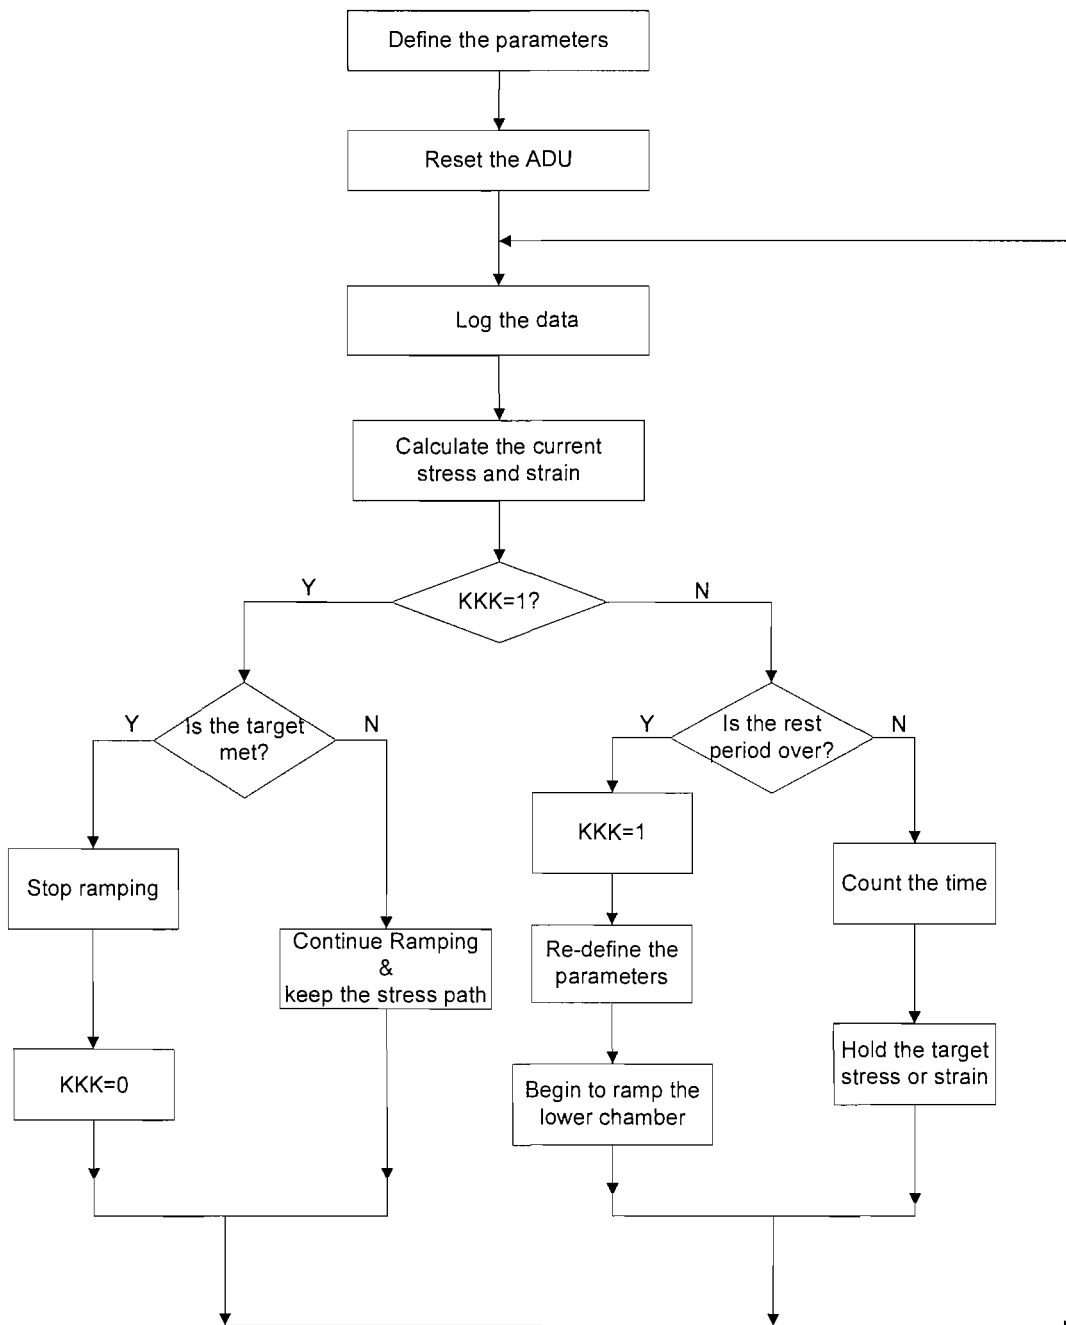 Define the parameters
Reset the ADU
Log the data
Calculate the current
stress and strain
KKK=1?
Y
N
Is the target
met?
Y
N
Is the rest
period over?
Y
N
Stop ramping
KKK=0
Continue Ramping
&
keep the stress path
KKK=1
Re-define the
parameters
Begin to ramp the
lower chamber
Count the time
Hold the target
stress or strain